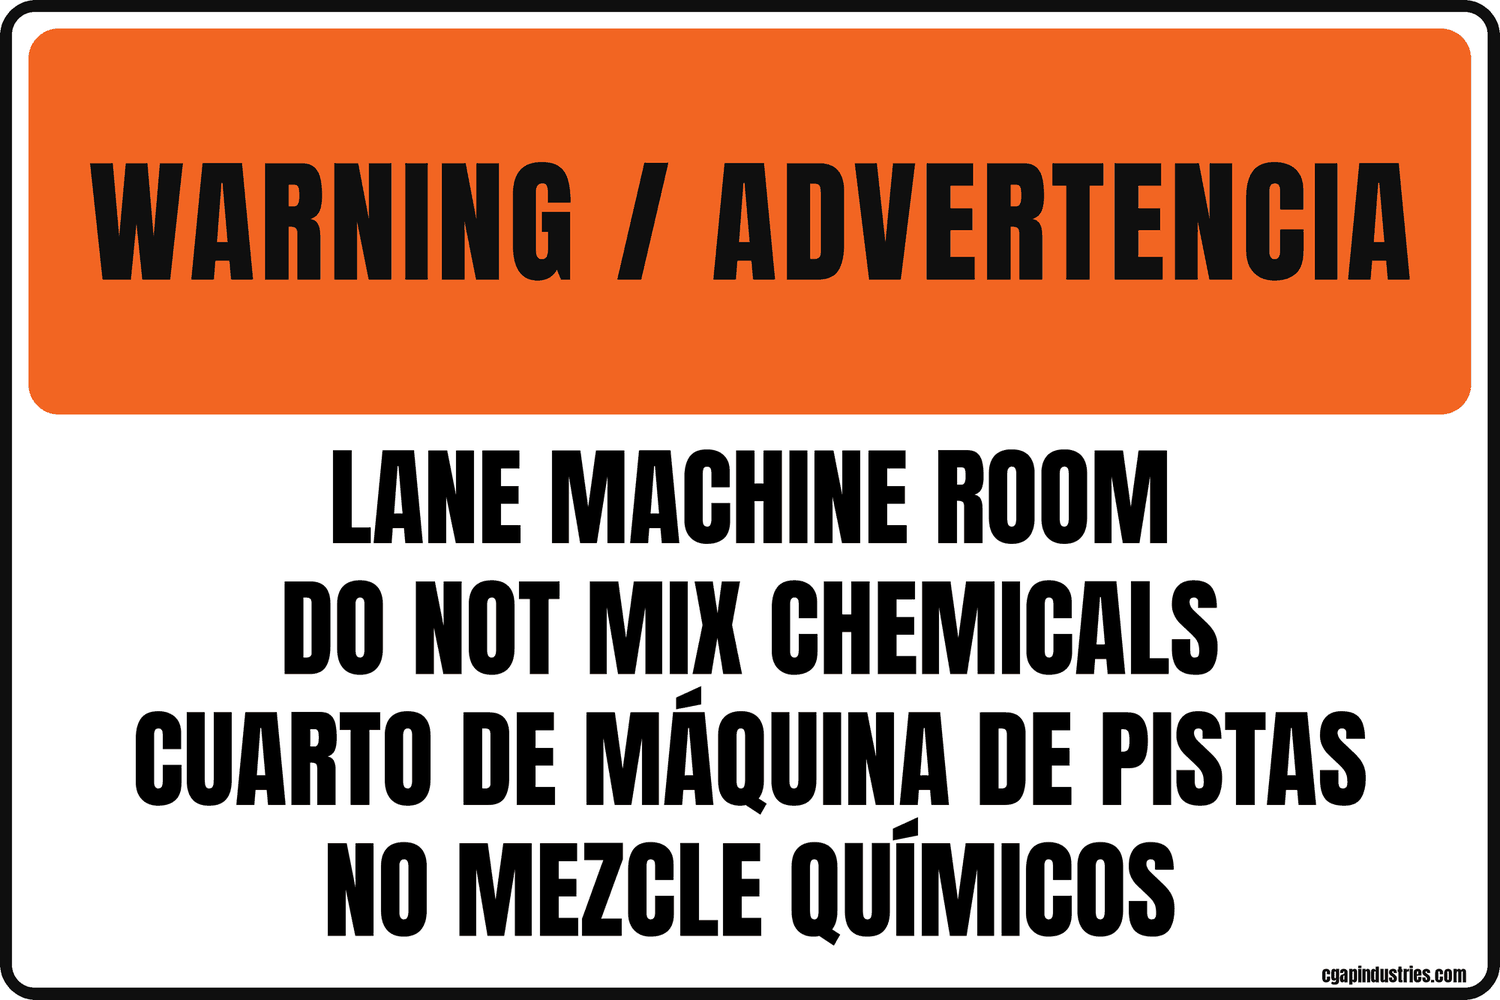 WARNING / ADVERTENCIA
LANE MACHINE ROOM
DO NOT MIX CHEMICALS
CUARTO DE MÁQUINA DE PISTAS
NO MEZCLE QUÍMICOS
cgapindustries.com